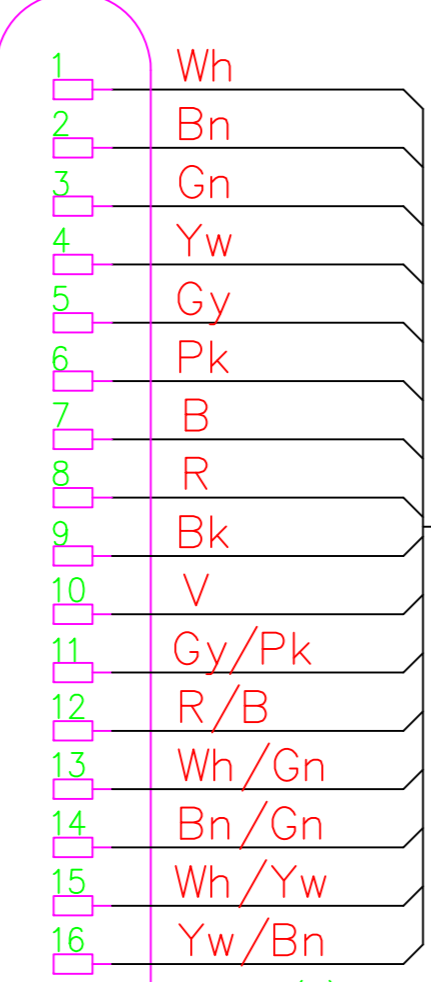 1 Wh
2 Bn
3 Gn
4 Yw
5 Gy
6 Pk
7 B
8 R
9 Bk
10 V
11 Gy/Pk
12 R/B
13 Wh/Gn
14 Bn/Gn
15 Wh/Yw
16 Yw/Bn